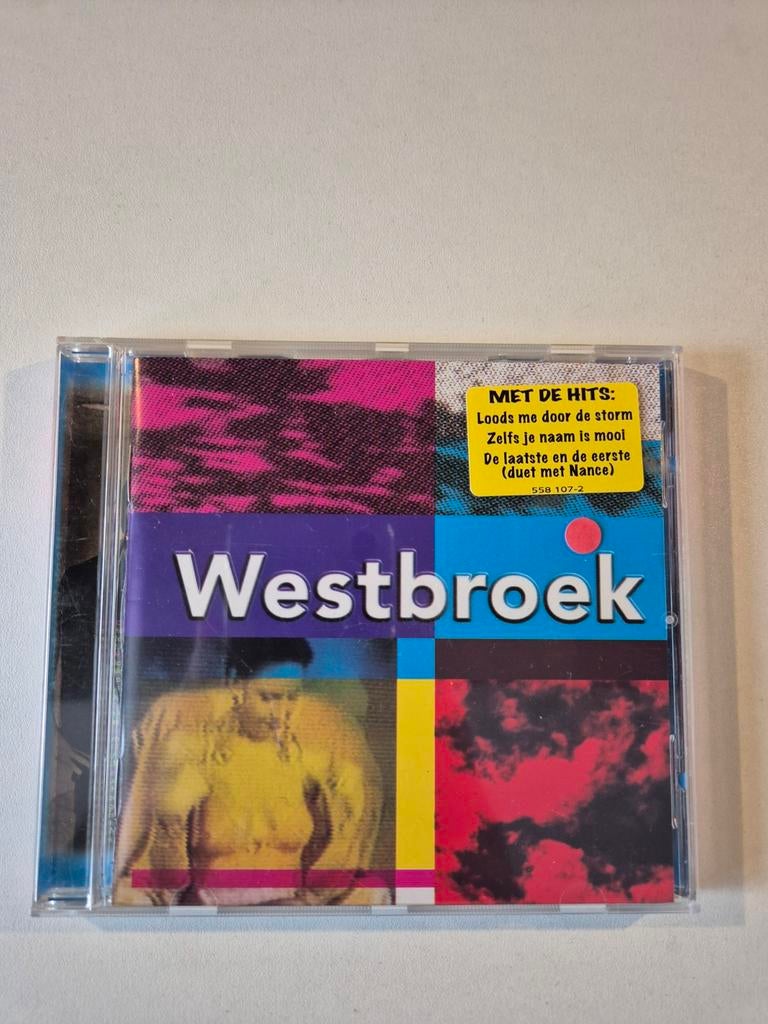 MET DE HITS:
Loods me door de storm
Zelfs je naam is mooi
De laatste en de eerste
(duet met Nance)
558 107-2
Westbroek